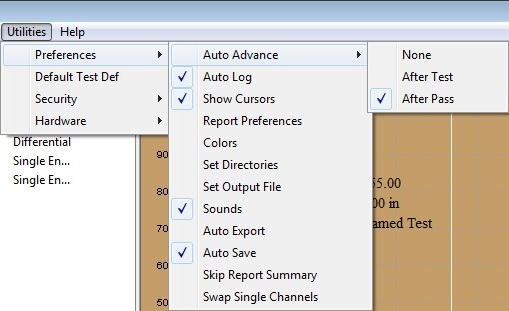 Utilities Help
Preferences
Default Test Def
Security
Hardware
Differential
Single En...
Single En...
Auto Advance
Auto Log
Show Cursors
Report Preferences
Colors
Set Directories
Set Output File
Sounds
Auto Export
Auto Save
Skip Report Summary
Swap Single Channels
None
After Test
After Pass
90
80
70
60
50
55.00
00 in
amed Test